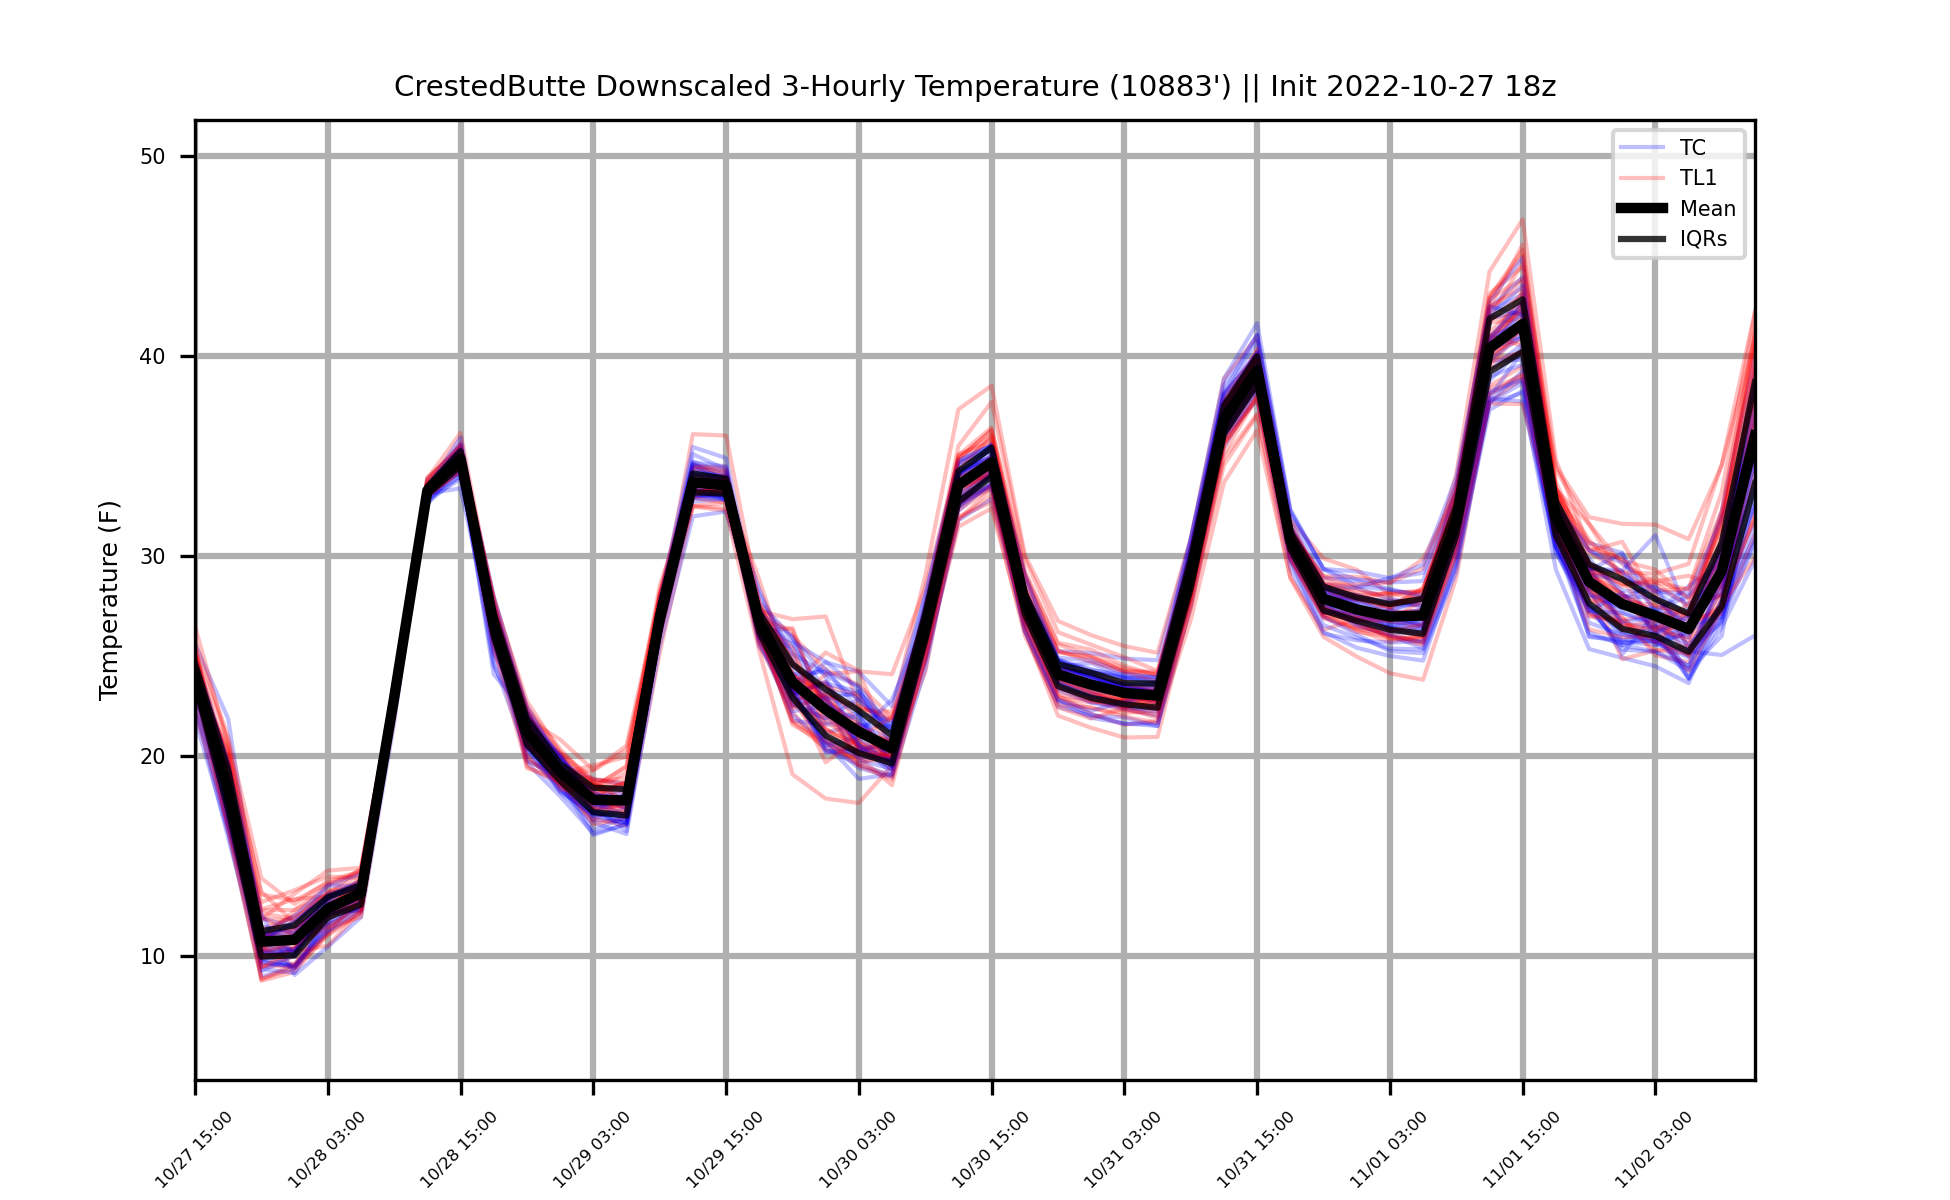 CrestedButte Downscaled 3-Hourly Temperature (10883') || Init 2022-10-27 18z
TC
TL1
Mean
IQRs
Temperature (F)
50
40
30
20
10
10/27 15:00
10/28 03:00
10/28 15:00
10/29 03:00
10/29 15:00
10/30 03:00
10/30 15:00
10/31 03:00
10/31 15:00
11/01 03:00
11/01 15:00
11/02 03:00